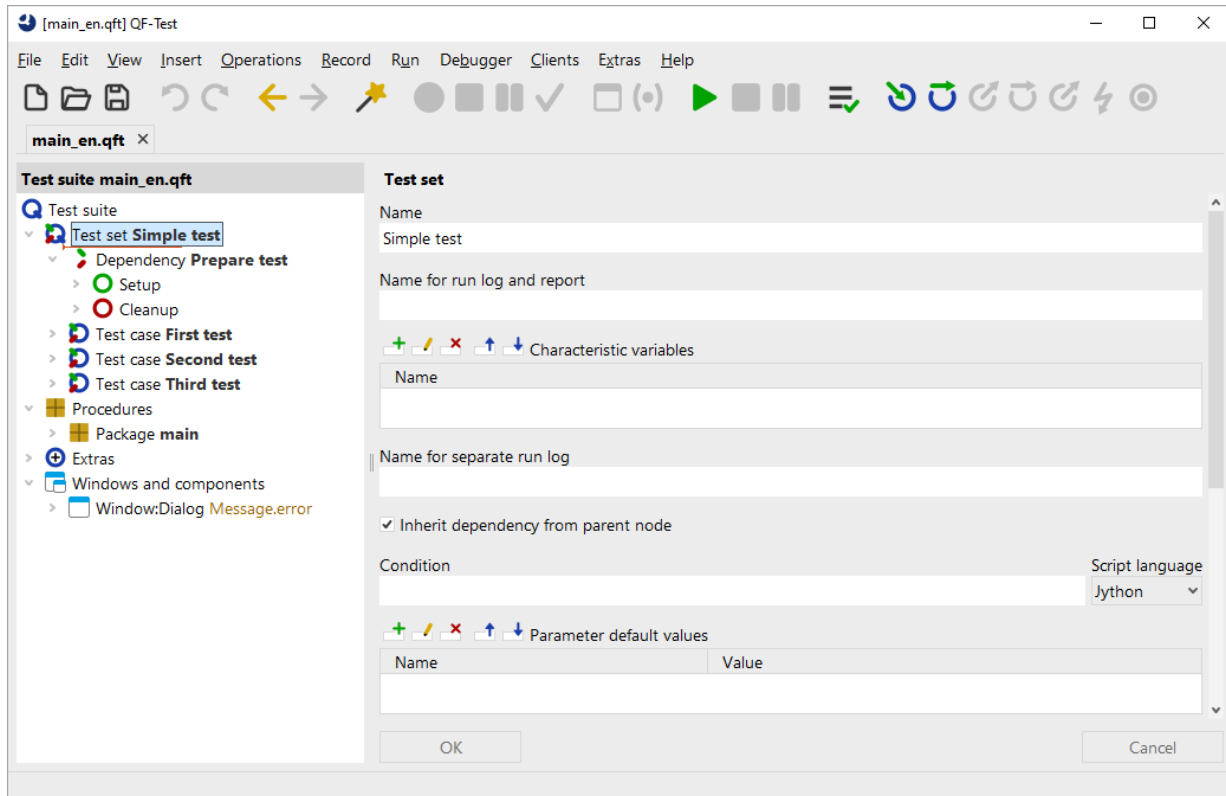 [main_en.qft] QF-Test
File Edit View Insert Operations Record Run Debugger Clients Extras Help
main_en.qft
Test suite main_en.qft
Test suite
Test set Simple test
Dependency Prepare test
Setup
Cleanup
Test case First test
Test case Second test
Test case Third test
Procedures
Package main
Extras
Windows and components
Window:Dialog Message.error
Test set
Name
Simple test
Name for run log and report
Characteristic variables
Name
Name for separate run log
Inherit dependency from parent node
Condition Script language
Jython
Parameter default values
Name Value
OK Cancel